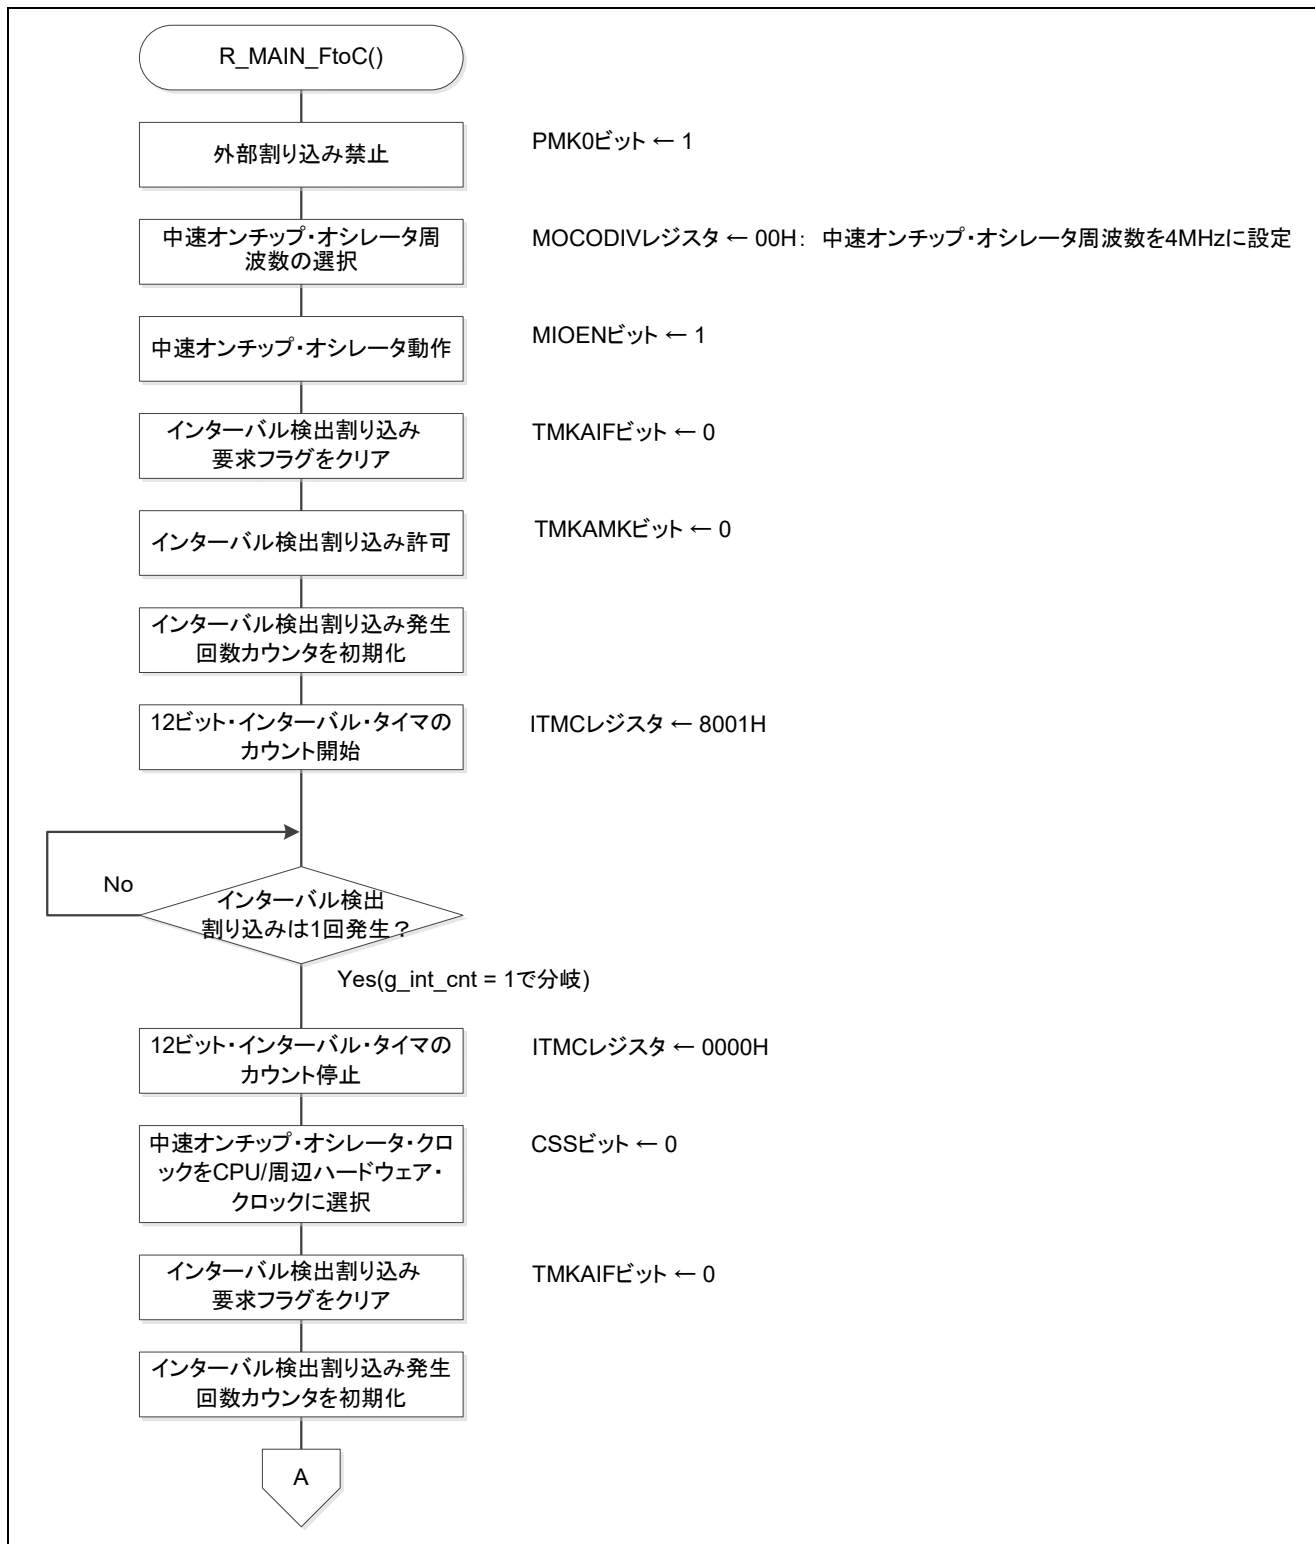 R_MAIN_FtoC()
外部割り込み禁止
PMK0ビット ← 1
中速オンチップ・オシレータ周
波数の選択
MOCODIVレジスタ ← 00H： 中速オンチップ・オシレータ周波数を4MHzに設定
中速オンチップ・オシレータ動作
MIOENビット ← 1
インターバル検出割り込み
要求フラグをクリア
TMKAIFビット ← 0
インターバル検出割り込み許可
TMKAMKビット ← 0
インターバル検出割り込み発生
回数カウンタを初期化
12ビット・インターバル・タイマの
カウント開始
ITMCレジスタ ← 8001H
No
インターバル検出
割り込みは1回発生？
Yes(g_int_cnt = 1で分岐)
12ビット・インターバル・タイマの
カウント停止
ITMCレジスタ ← 0000H
中速オンチップ・オシレータ・クロ
ックをCPU/周辺ハードウェア・
クロックに選択
CSSビット ← 0
インターバル検出割り込み
要求フラグをクリア
TMKAIFビット ← 0
インターバル検出割り込み発生
回数カウンタを初期化
A